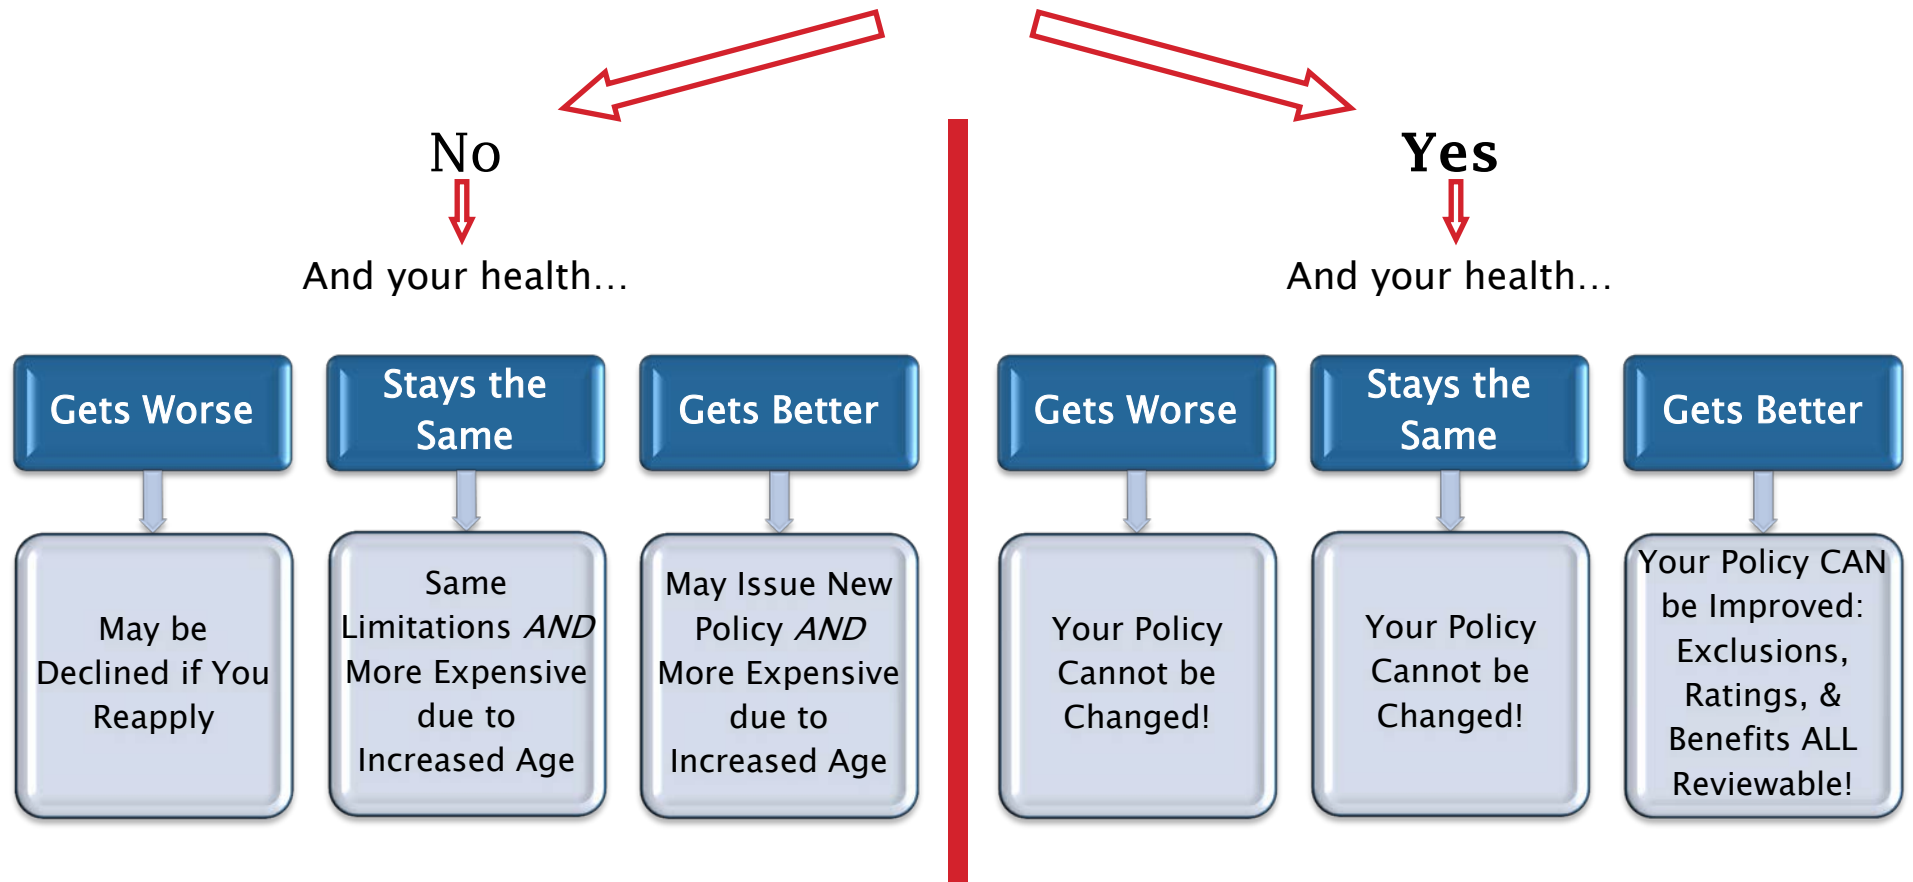 No
And your health...
Gets Worse
May be
Declined if You
Reapply
Stays the
Same
Same
Limitations AND
More Expensive
due to
Increased Age
Gets Better
May Issue New
Policy AND
More Expensive
due to
Increased Age
Yes
And your health...
Gets Worse
Your Policy
Cannot be
Changed!
Stays the
Same
Your Policy
Cannot be
Changed!
Gets Better
Your Policy CAN
be Improved:
Exclusions,
Ratings, &
Benefits ALL
Reviewable!